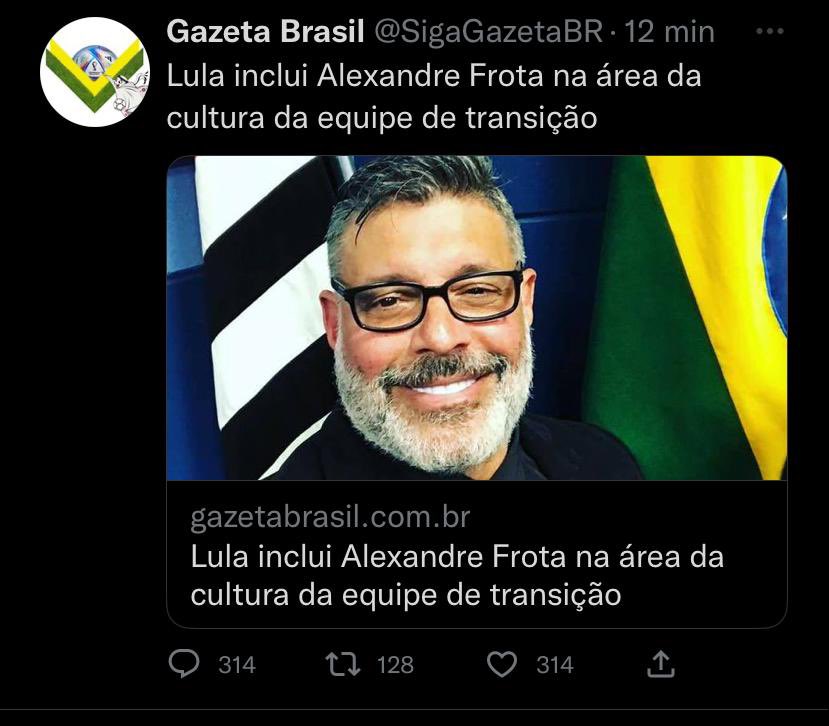 Gazeta Brasil @SigaGazetaBR · 12 min
Lula inclui Alexandre Frota na área da
cultura da equipe de transição
gazetabrasil.com.br
Lula inclui Alexandre Frota na área da
cultura da equipe de transição
314 128 314